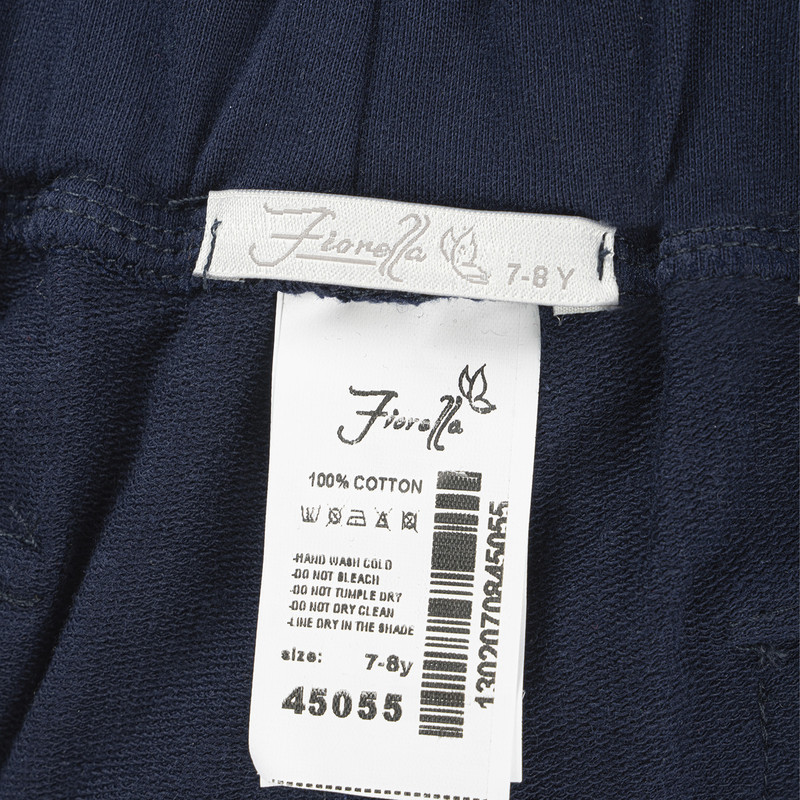 Fiorella 7-8 Y
Fiorella
100% COTTON
-HAND WASH COLD
-DO NOT BLEACH
-DO NOT TUMPLE DRY
-DO NOT DRY CLEAN
-LINE DRY IN THE SHADE
size: 7-8y
45055
1302070845055